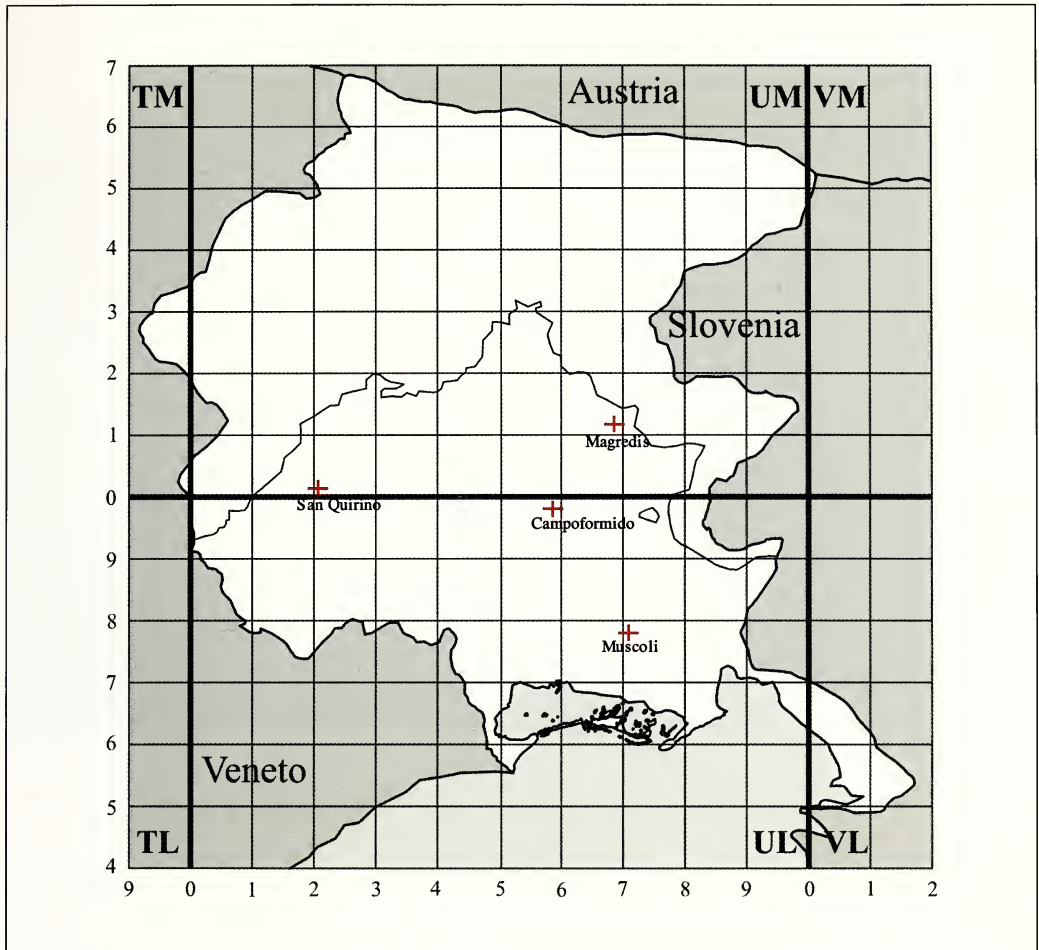 7
TM
Austria
UM
VM
6
5
4
3
Slovenia
2
1
Magredis
0
San Quirino
Campoformido
9
8
Muscoli
7
6
Veneto
5
TL
UL
VL
4
9 0 1 2 3 4 5 6 7 8 9 0 1 2